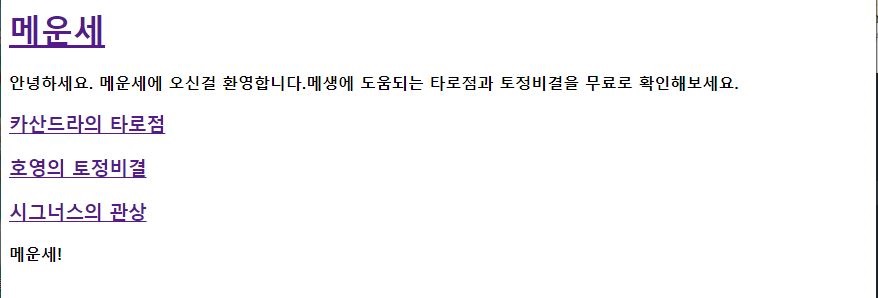 메운세
안녕하세요. 메운세에 오신걸 환영합니다.메생에 도움되는 타로점과 토정비결을 무료로 확인해보세요.
카산드라의 타로점
호영의 토정비결
시그너스의 관상
메운세!